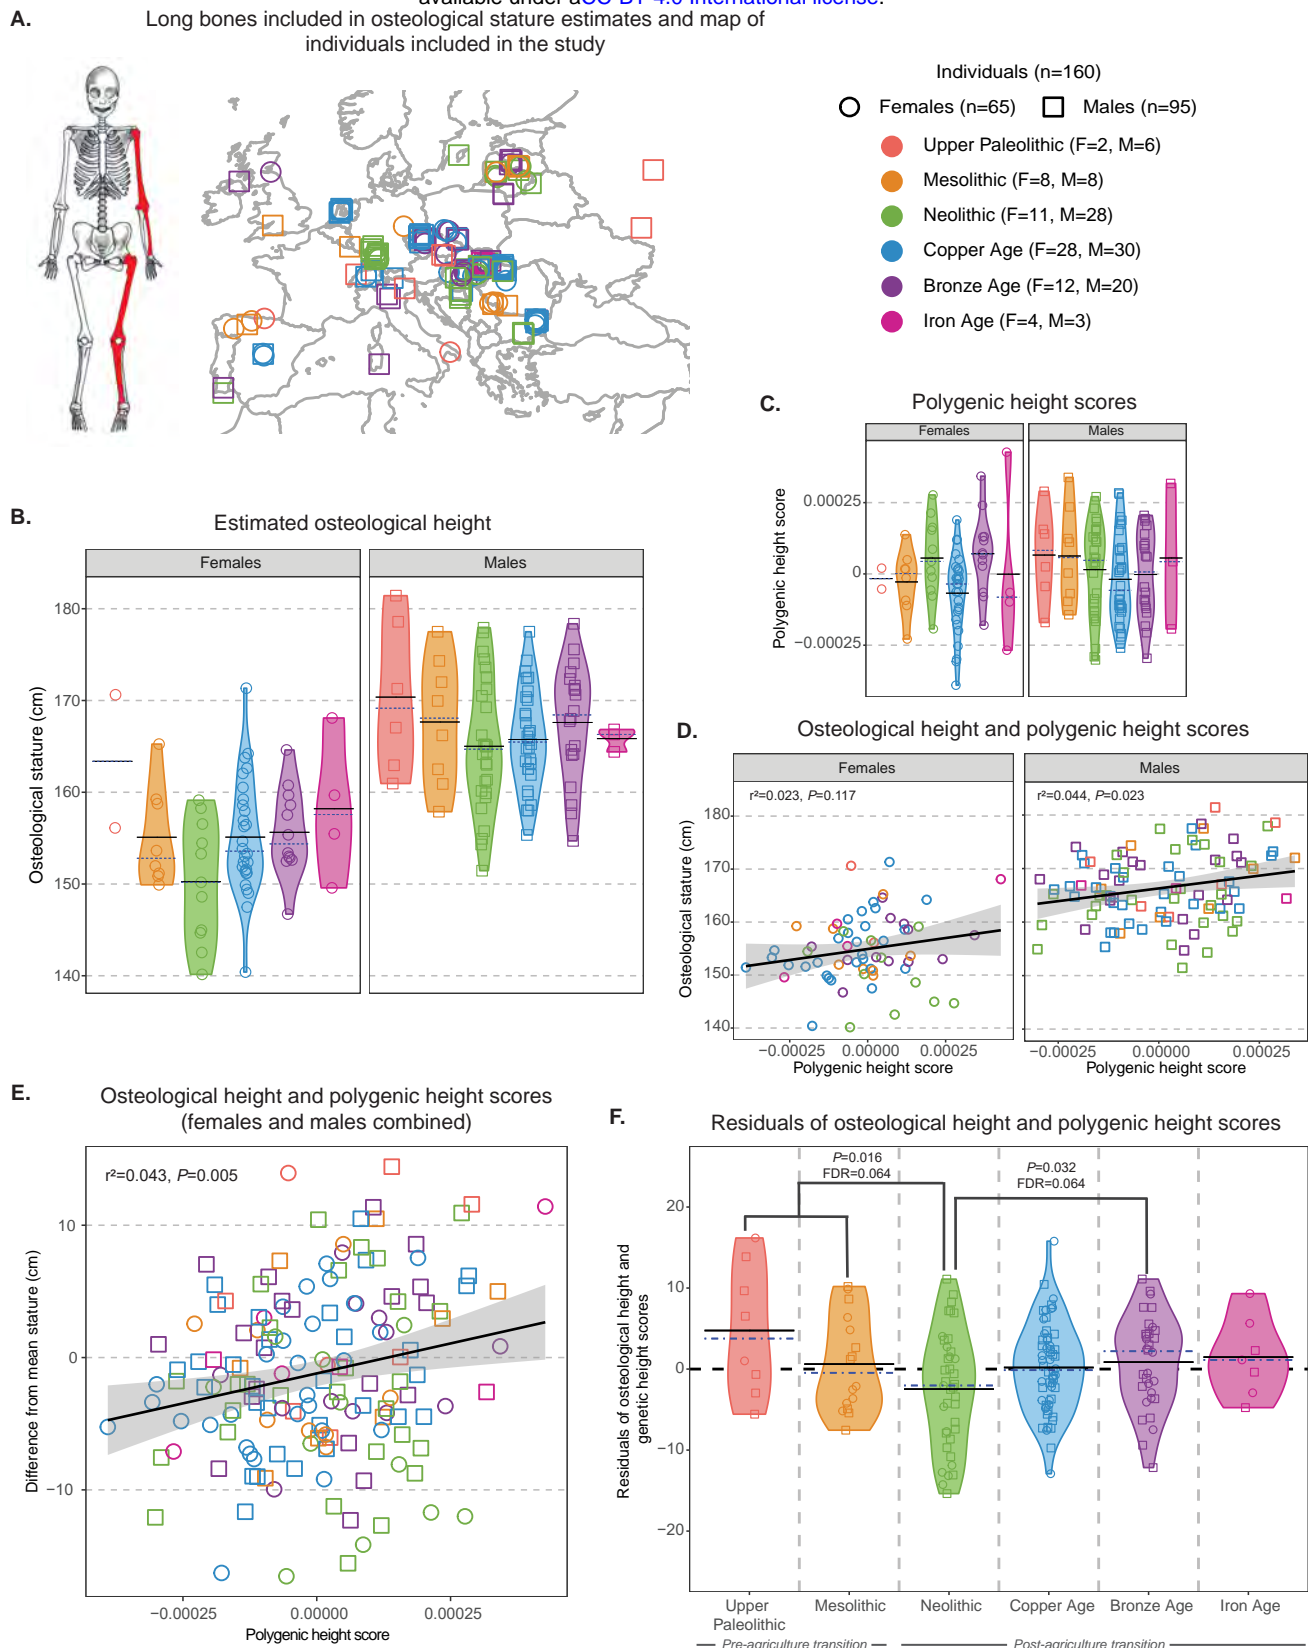 available under aCC-BY 4.0 International license.
A.
Long bones included in osteological stature estimates and map of
individuals included in the study
Individuals (n=160)
Females (n=65)
Males (n=95)
Upper Paleolithic (F=2, M=6)
Mesolithic (F=8, M=8)
Neolithic (F=11, M=28)
Copper Age (F=28, M=30)
Bronze Age (F=12, M=20)
Iron Age (F=4, M=3)
C.
Polygenic height scores
Females
Males
Polygenic height score
0.00025
0
−0.00025
B.
Estimated osteological height
Females
Males
Osteological stature (cm)
180
170
160
150
140
D.
Osteological height and polygenic height scores
Females
Males
r²=0.023, P=0.117
r²=0.044, P=0.023
Osteological stature (cm)
180
170
160
150
140
−0.00025
0.00000
0.00025
−0.00025
0.00000
0.00025
Polygenic height score
Polygenic height score
E.
Osteological height and polygenic height scores
(females and males combined)
r²=0.043, P=0.005
Difference from mean stature (cm)
10
0
−10
−0.00025
0.00000
0.00025
Polygenic height score
F.
Residuals of osteological height and polygenic height scores
P=0.016
FDR=0.064
P=0.032
FDR=0.064
Residuals of osteological height and
genetic height scores
20
10
0
−10
−20
Upper
Paleolithic
Mesolithic
Neolithic
Copper Age
Bronze Age
Iron Age
Pre-agriculture transition
Post-agriculture transition